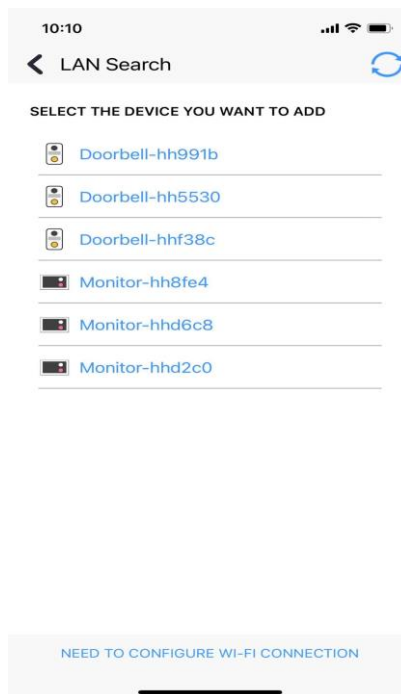 10:10
LAN Search
SELECT THE DEVICE YOU WANT TO ADD
Doorbell-hh991b
Doorbell-hh5530
Doorbell-hhf38c
Monitor-hh8fe4
Monitor-hhd6c8
Monitor-hhd2c0
NEED TO CONFIGURE WI-FI CONNECTION